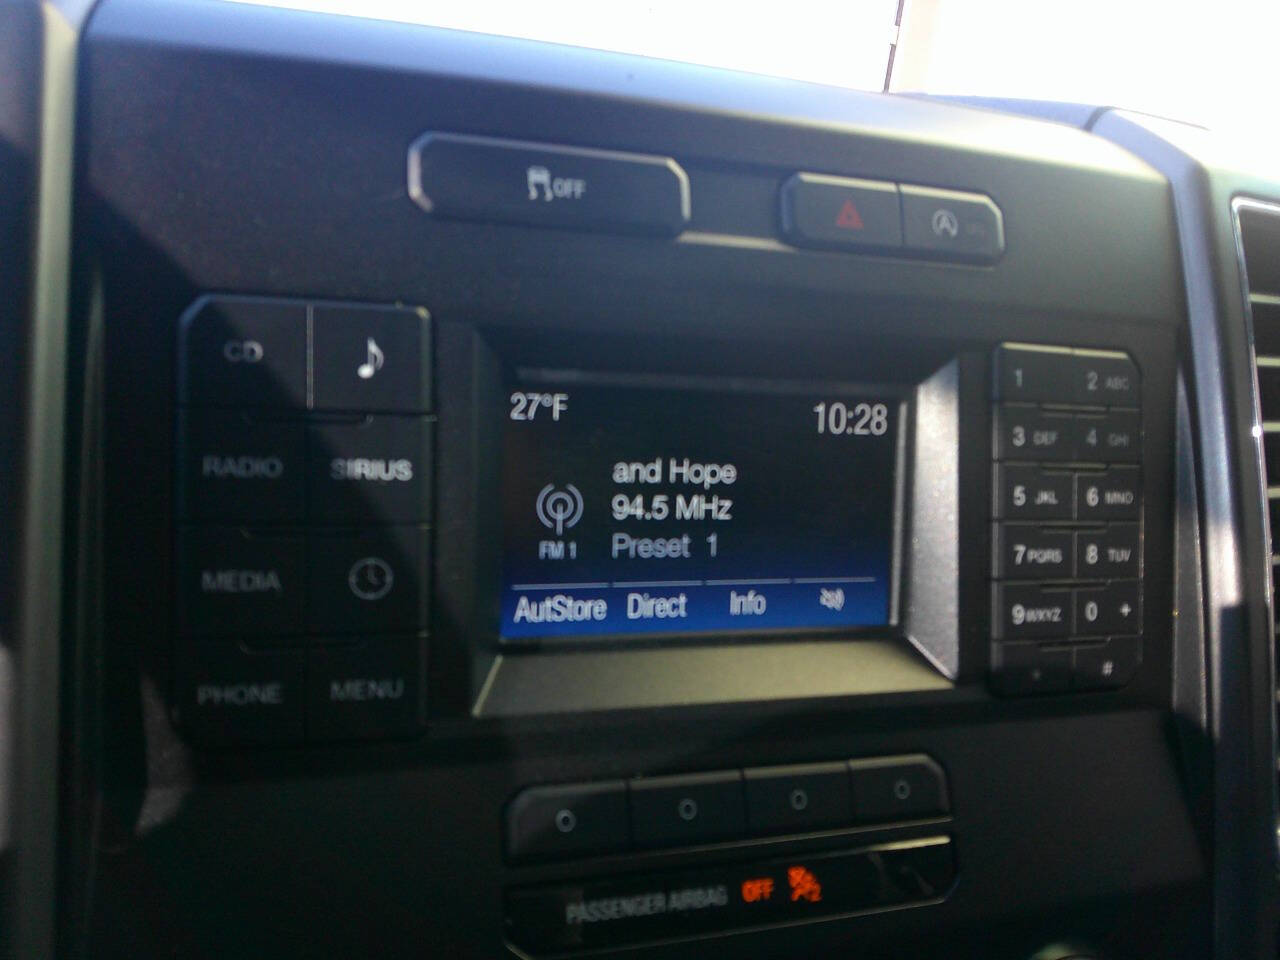 OFF
CD
RADIO SIRIUS
MEDIA
PHONE MENU
27°F 10:28
and Hope
94.5 MHz
FM 1 Preset 1
AutStore Direct Info
1 2 ABC
3 DEF 4 GHI
5 JKL 6 MNO
7 PQRS 8 TUV
9 WXYZ 0 +
* #
PASSENGER AIRBAG OFF 2